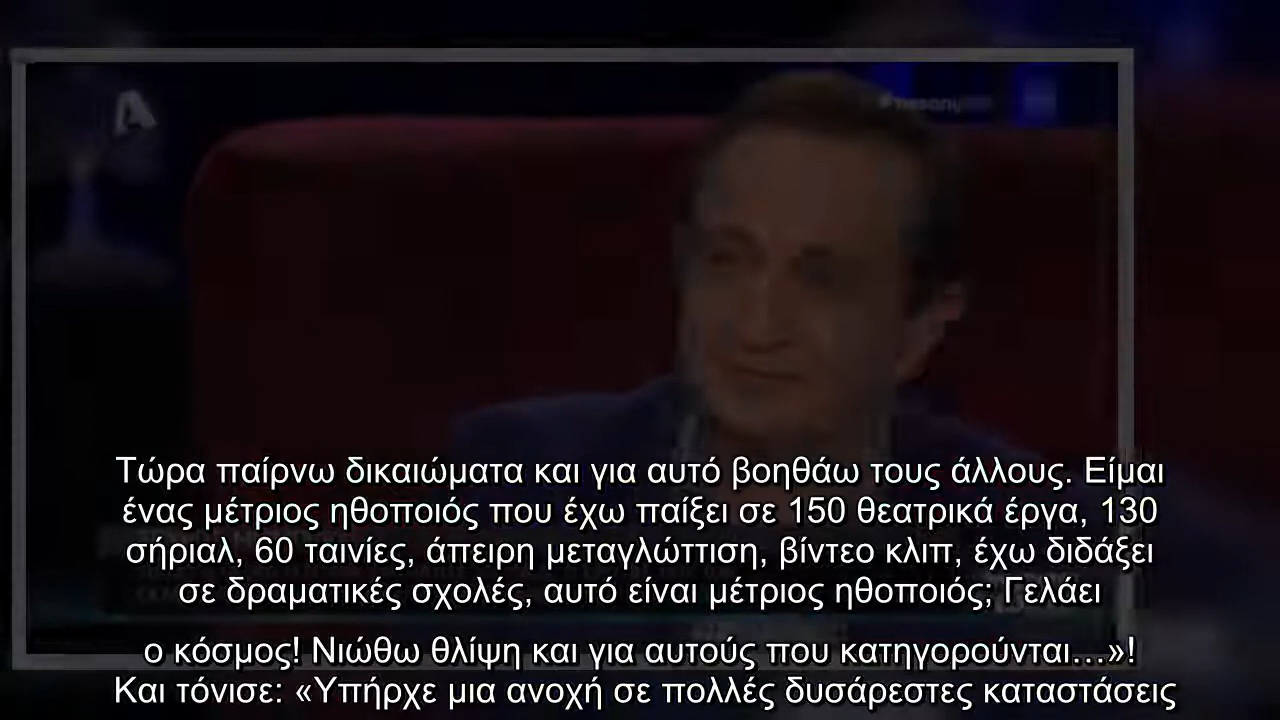 Τώρα παίρνω δικαιώματα και για αυτό βοηθάω τους άλλους. Είμαι
ένας μέτριος ηθοποιός που έχω παίξει σε 150 θεατρικά έργα, 130
σήριαλ, 60 ταινίες, άπειρη μεταγλώττιση, βίντεο κλιπ, έχω διδάξει
σε δραματικές σχολές, αυτό είναι μέτριος ηθοποιός; Γελάει
ο κόσμος! Νιώθω θλίψη και για αυτούς που κατηγορούνται…»!
Και τόνισε: «Υπήρχε μια ανοχή σε πολλές δυσάρεστες καταστάσεις